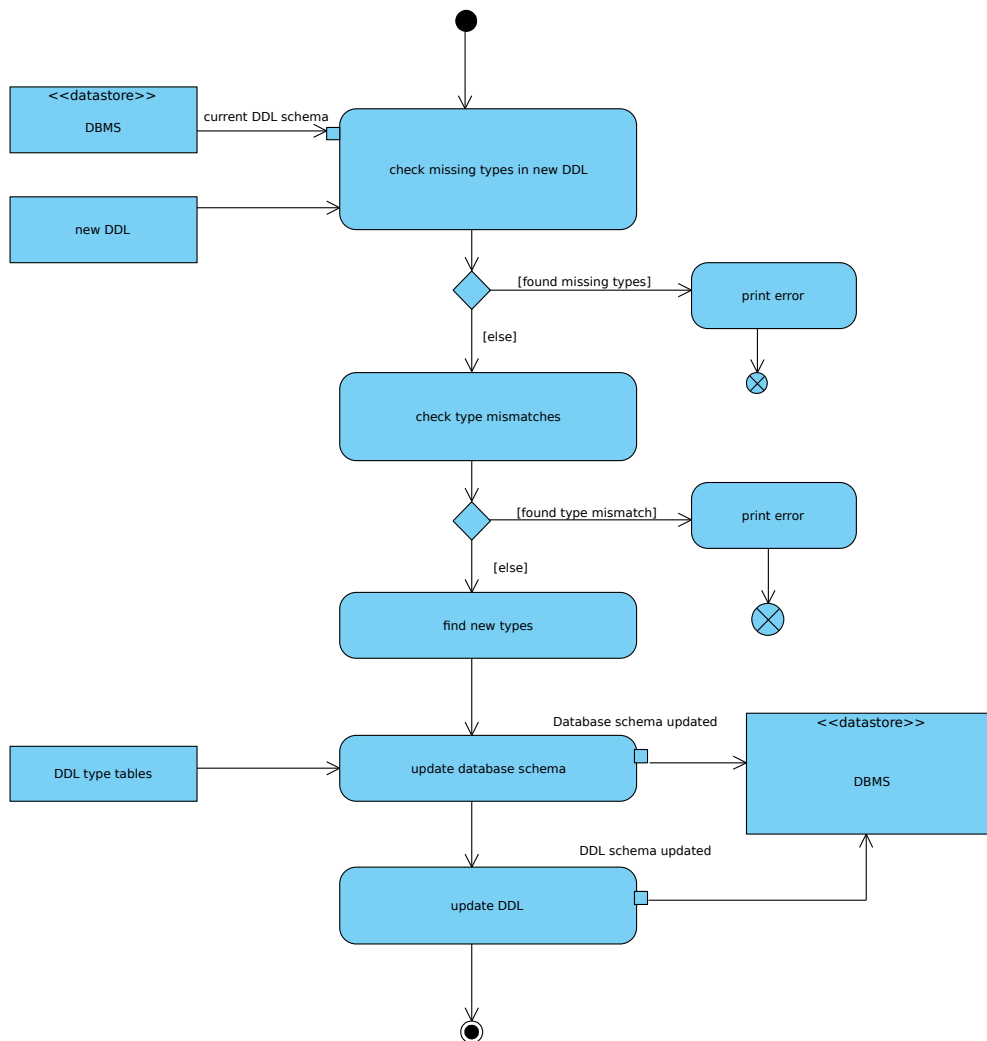 <<datastore>>
DBMS
current DDL schema
check missing types in new DDL
new DDL
[found missing types]
print error
[else]
check type mismatches
[found type mismatch]
print error
[else]
find new types
Database schema updated
<<datastore>>
DBMS
DDL type tables
update database schema
DDL schema updated
update DDL